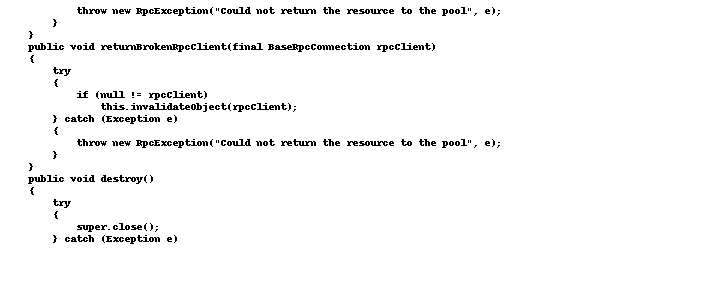 throw new RpcException("Could not return the resource to the pool", e);
}
}
public void returnBrokenRpcClient(final BaseRpcConnection rpcClient)
{
try
{
if (null != rpcClient)
this.invalidateObject(rpcClient);
} catch (Exception e)
{
throw new RpcException("Could not return the resource to the pool", e);
}
}
public void destroy()
{
try
{
super.close();
} catch (Exception e)